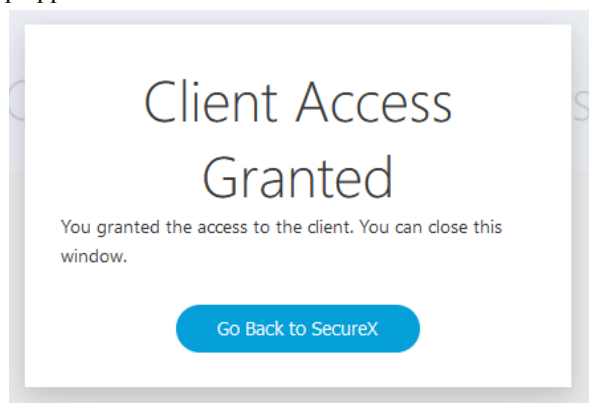 Client Access
Granted
You granted the access to the client. You can close this
window.
Go Back to SecureX